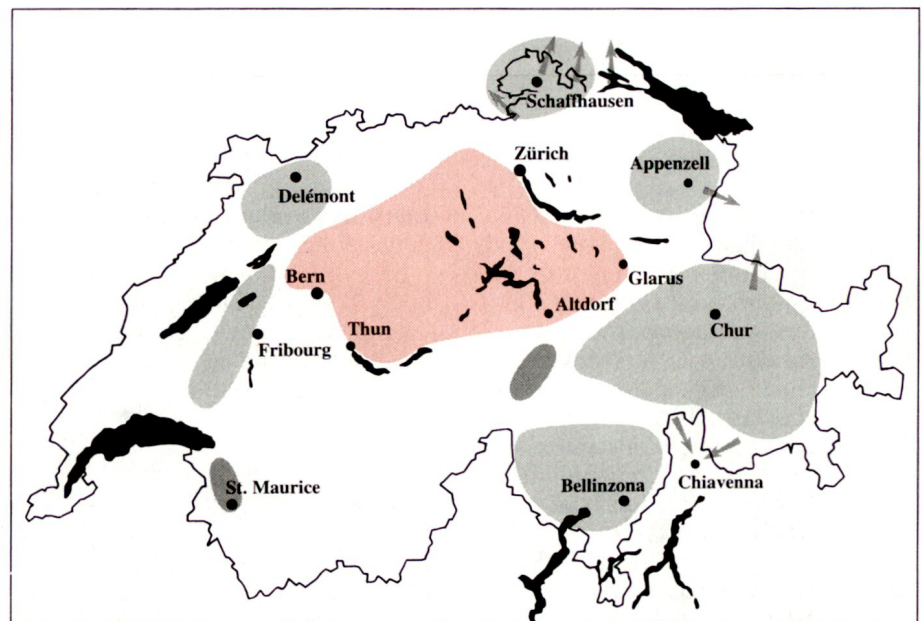 Schaffhausen
Zürich
Appenzell
Delémont
Bern
Glarus
Altdorf
Thun
Chur
Fribourg
St. Maurice
Bellinzona
Chiavenna